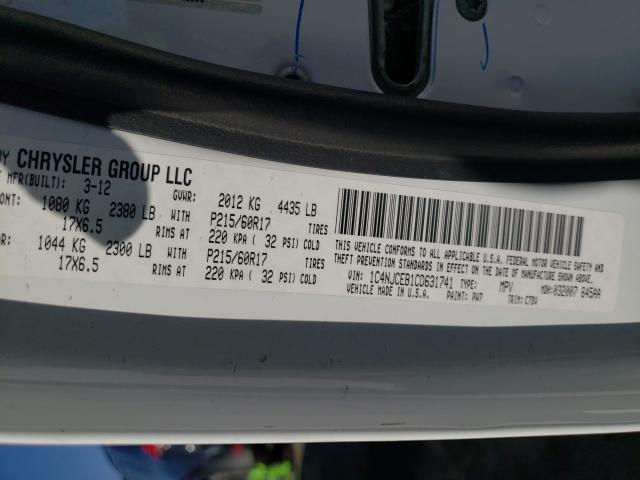 CHRYSLER GROUP LLC
MFR(BUILT): 3-12 GVWR: 2012 KG 4435 LB
1080 KG 2380 LB WITH P215/60R17 TIRES
17X6.5 RIMS AT 220 KPA ( 32 PSI) COLD
1044 KG 2300 LB WITH P215/60R17 TIRES
17X6.5 RIMS AT 220 KPA ( 32 PSI) COLD
THIS VEHICLE CONFORMS TO ALL APPLICABLE U.S.A. FEDERAL MOTOR VEHICLE SAFETY AND
THEFT PREVENTION STANDARDS IN EFFECT ON THE DATE OF MANUFACTURE SHOWN ABOVE.
VIN: 1C4NJCEB1CD631741 TYPE: MPV MDH: 032007 645AA
VEHICLE MADE IN U.S.A. PAINT: PW7 TRIM: C7DV